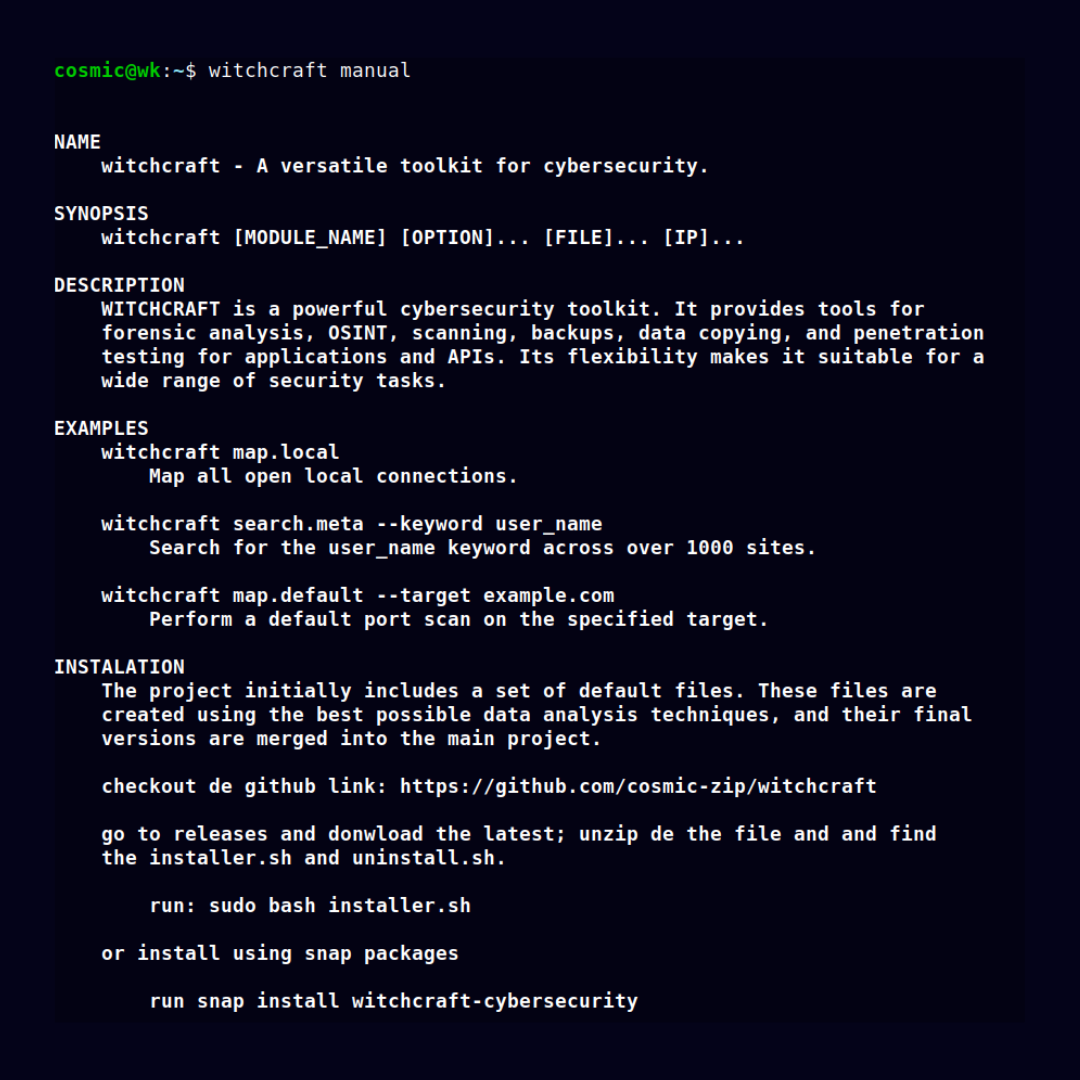 cosmic@wk:~$ witchcraft manual
NAME
witchcraft - A versatile toolkit for cybersecurity.
SYNOPSIS
witchcraft [MODULE_NAME] [OPTION]... [FILE]... [IP]...
DESCRIPTION
WITCHCRAFT is a powerful cybersecurity toolkit. It provides tools for
forensic analysis, OSINT, scanning, backups, data copying, and penetration
testing for applications and APIs. Its flexibility makes it suitable for a
wide range of security tasks.
EXAMPLES
witchcraft map.local
Map all open local connections.
witchcraft search.meta --keyword user_name
Search for the user_name keyword across over 1000 sites.
witchcraft map.default --target example.com
Perform a default port scan on the specified target.
INSTALATION
The project initially includes a set of default files. These files are
created using the best possible data analysis techniques, and their final
versions are merged into the main project.
checkout de github link: https://github.com/cosmic-zip/witchcraft
go to releases and donwload the latest; unzip de the file and and find
the installer.sh and uninstall.sh.
run: sudo bash installer.sh
or install using snap packages
run snap install witchcraft-cybersecurity